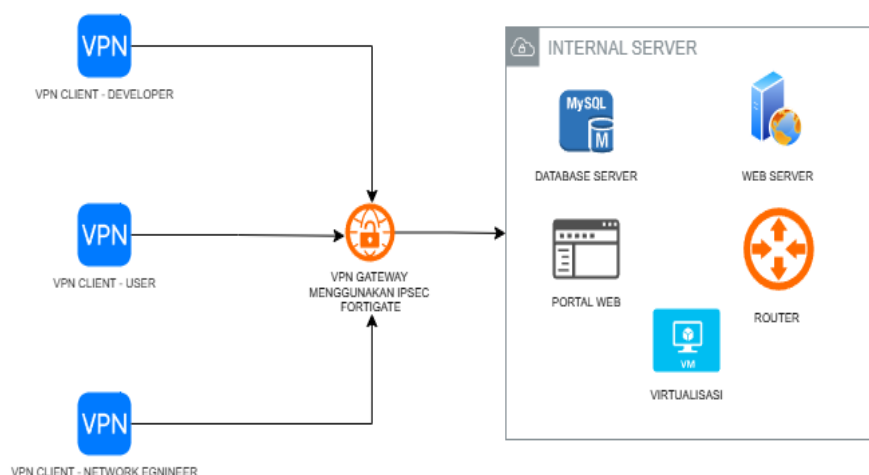 VPN
VPN CLIENT - DEVELOPER
VPN
VPN CLIENT - USER
VPN
VPN CLIENT - NETWORK EGNINEER
VPN GATEWAY
MENGGUNAKAN IPSEC
FORTIGATE
INTERNAL SERVER
MySQL
M
DATABASE SERVER
WEB SERVER
PORTAL WEB
ROUTER
VM
VIRTUALISASI